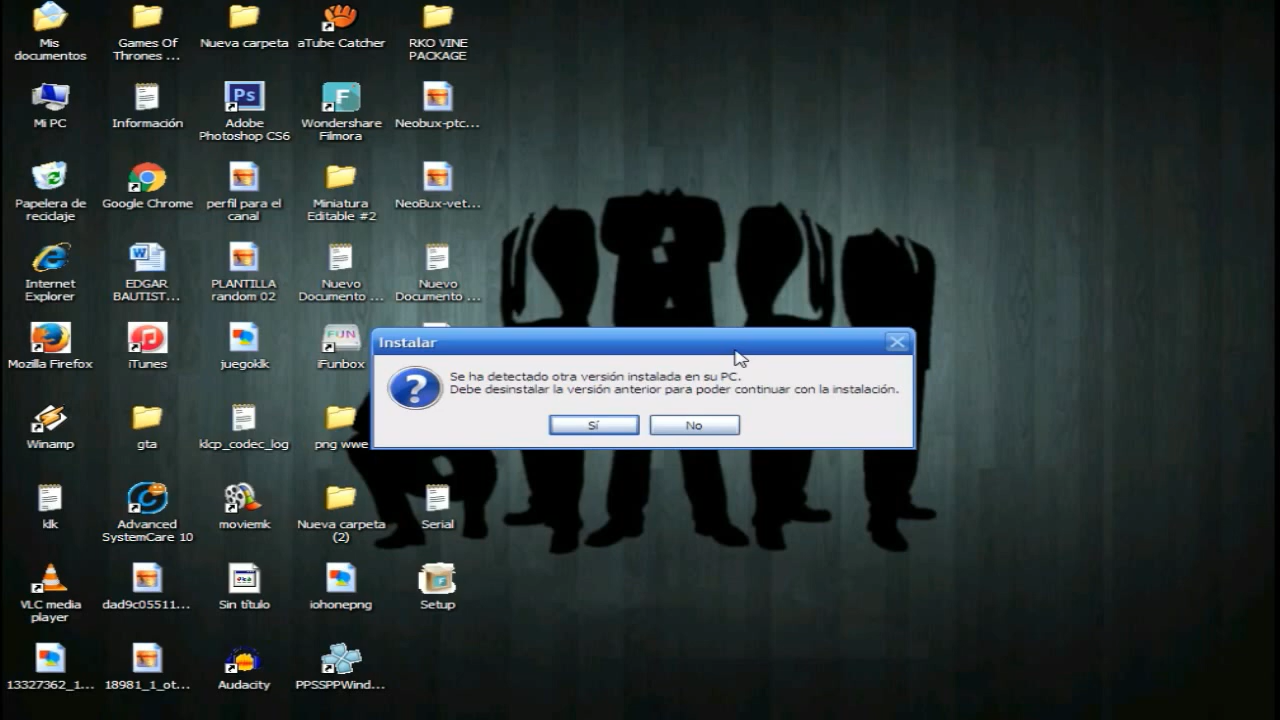 Mis
documentos
Games Of
Thrones ...
Nueva carpeta
aTube Catcher
RKO VINE
PACKAGE
Mi PC
Información
Ps
Adobe
Photoshop CS6
F
Wondershare
Filmora
Neobux-ptc...
Papelera de
reciclaje
Google Chrome
perfil para el
canal
Miniatura
Editable #2
NeoBux-vet...
Internet
Explorer
W
EDGAR
BAUTIST...
PLANTILLA
random 02
Nuevo
Documento ...
Nuevo
Documento ...
Mozilla Firefox
iTunes
juegoklk
FUN
iFunbox
Instalar
Se ha detectado otra versión instalada en su PC.
Debe desinstalar la versión anterior para poder continuar con la instalación.
Sí
No
Winamp
gta
klcp_codec_log
png wwe
klk
Advanced
SystemCare 10
moviemk
Nueva carpeta
(2)
Serial
VLC media
player
dad9c05511...
Sin título
iohonepng
Setup
13327362_1...
18981_1_ot...
Audacity
PPSSPPWind...